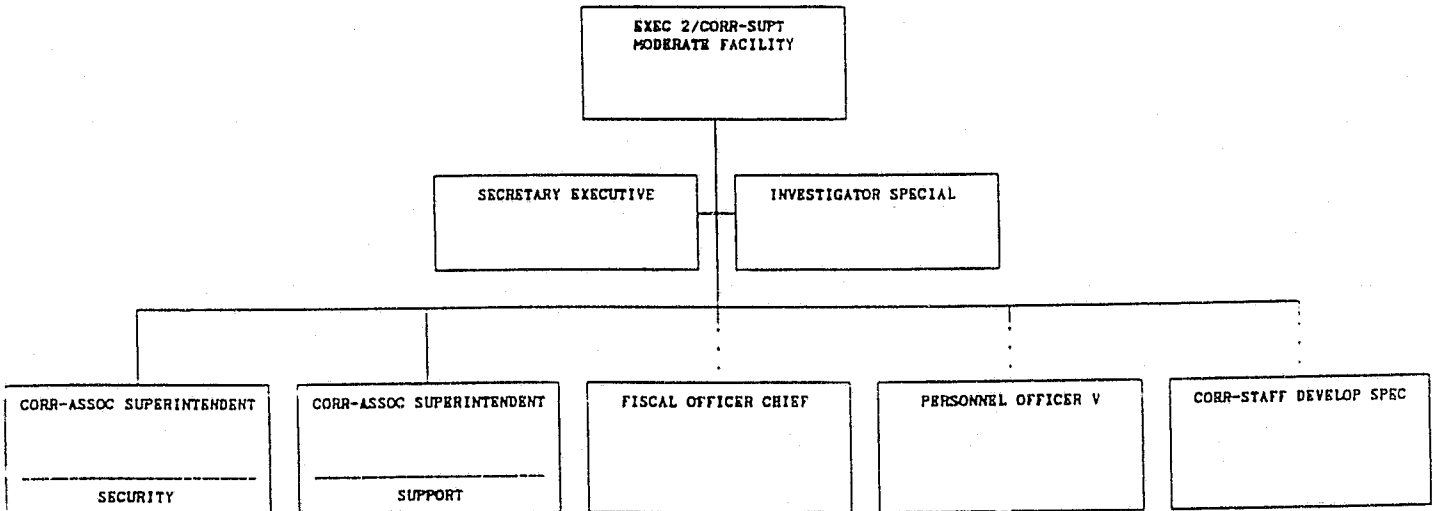 EXEC 2/CORR-SUPT
MODERATE FACILITY
SECRETARY EXECUTIVE
INVESTIGATOR SPECIAL
CORR-ASSOC SUPERINTENDENT
SECURITY
CORR-ASSOC SUPERINTENDENT
SUPPORT
FISCAL OFFICER CHIEF
PERSONNEL OFFICER V
CORR-STAFF DEVELOP SPEC